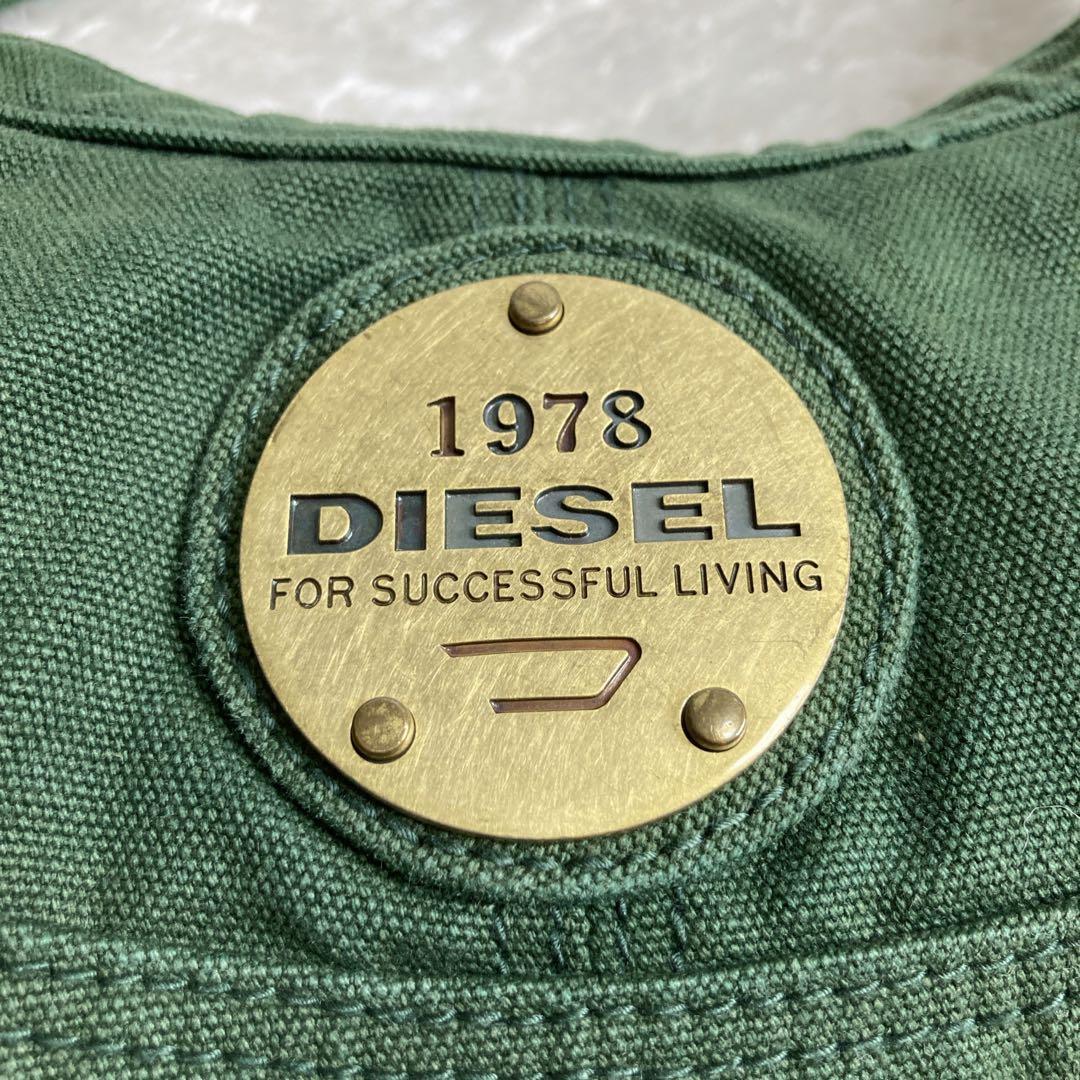 1978
DIESEL
FOR SUCCESSFUL LIVING
D